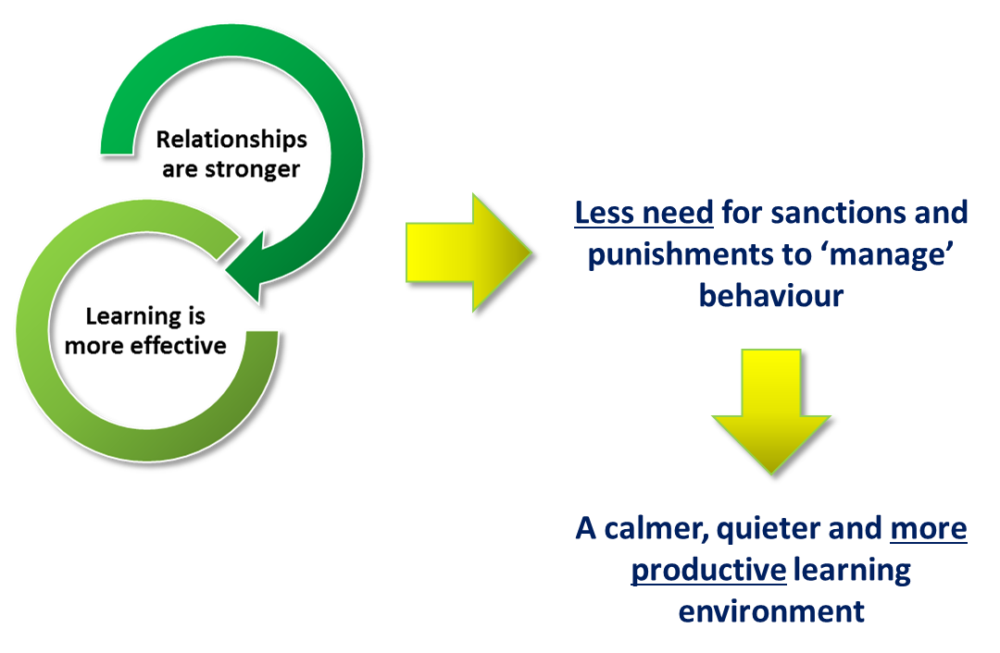 Relationships
are stronger
Learning is
more effective
Less need for sanctions and
punishments to ‘manage’
behaviour
A calmer, quieter and more
productive learning
environment